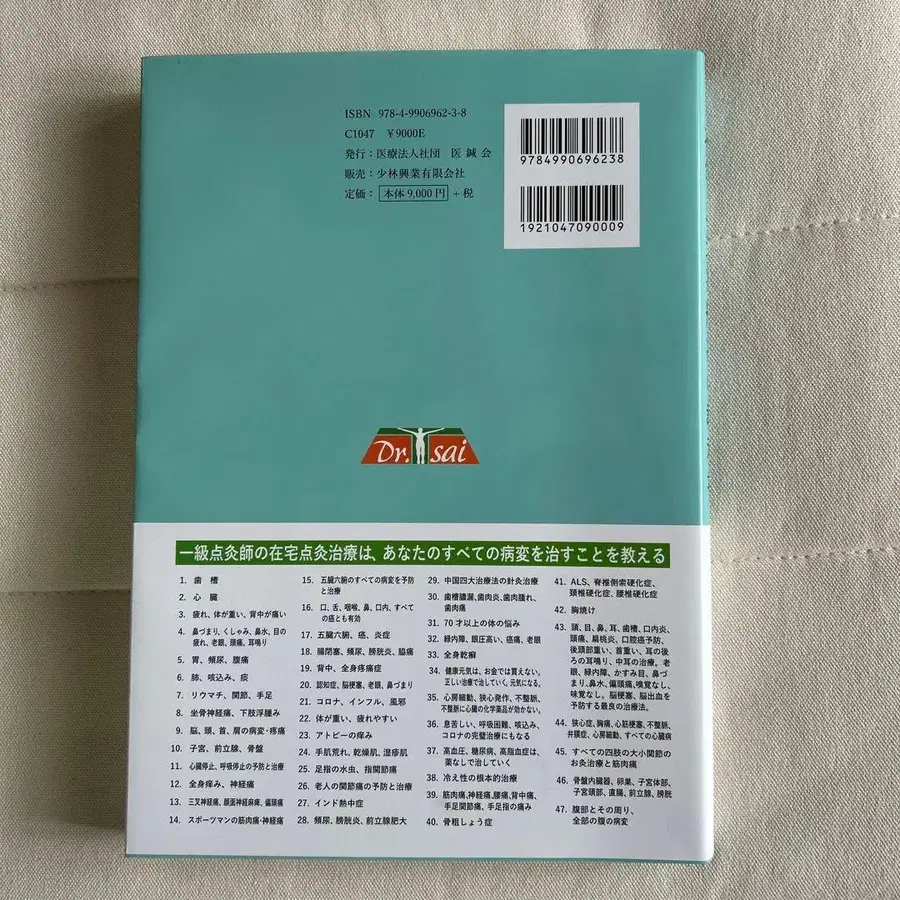 ISBN 978-4-9906962-3-8
C1047 ¥9000E
発行：医療法人社団 医鍼会
販売：少林興業有限会社
定価：本体9,000円＋税
9784990696238
1921047090009
Dr. Tsai
一級点灸師の在宅点灸治療は、あなたのすべての病変を治すことを教える
1. 歯槽
2. 心臓
3. 疲れ、体が重い、背中が痛い
4. 鼻づまり、くしゃみ、鼻水、目の
疲れ、老眼、頭痛、耳鳴り
5. 胃、頻尿、腹痛
6. 肺、咳込み、痰
7. リウマチ、関節、手足
8. 坐骨神経痛、下肢浮腫み
9. 脳、頭、首、肩の病変・疼痛
10. 子宮、前立腺、骨盤
11. 心臓停止、呼吸停止の予防と治療
12. 全身痒み、神経痛
13. 三叉神経痛、顔面神経麻痺、偏頭痛
14. スポーツマンの筋肉痛・神経痛
15. 五臓六腑のすべての病変を予防
と治療
16. 口、舌、咽喉、鼻、口内、すべて
の癌とも有効
17. 五臓六腑、癌、炎症
18. 腸閉塞、頻尿、膀胱炎、脇痛
19. 背中、全身疼痛症
20. 認知症、脳梗塞、老眼、鼻づまり
21. コロナ、インフル、風邪
22. 体が重い、疲れやすい
23. アトピーの痒み
24. 手肌荒れ、乾燥肌、湿疹肌
25. 足指の水虫、指関節痛
26. 老人の関節痛の予防と治療
27. インド熱中症
28. 頻尿、膀胱炎、前立腺肥大
29. 中国四大治療法の針灸治療
30. 歯槽膿漏、歯肉炎、歯肉腫れ、
歯肉痛
31. 70才以上の体の悩み
32. 緑内障、眼圧高い、癌痛、老眼
33. 全身乾癬
34. 健康元気は、お金では買えない。
正しい治療で治していく、元気になる。
35. 心房細動、狭心発作、不整脈、
不整脈に心臓の化学薬品が効かない。
36. 息苦しい、呼吸困難、咳込み、
コロナの完璧治療にもなる
37. 高血圧、糖尿病、高脂血症は、
薬なしで治していく
38. 冷え性の根本的治療
39. 筋肉痛、神経痛、腰痛、背中痛、
手足関節痛、手足指の痛み
40. 骨粗しょう症
41. ALS、脊椎側索硬化症、
頚椎硬化症、腰椎硬化症
42. 胸焼け
43. 頭、目、鼻、耳、歯槽、口内炎、
頭痛、扁桃炎、口腔癌予防、
後頭部重い、首重い、耳の後
ろの耳鳴り、中耳の治療。老
眼、緑内障、かすみ目、鼻づ
まり、鼻水、偏頭痛、嗅覚なし、
味覚なし。脳梗塞、脳出血を
予防する最良の治療法。
44. 狭心症、胸痛、心筋梗塞、不整脈、
弁膜症、心房細動、すべての心臓病
45. すべての四肢の大小関節の
お灸治療と筋肉痛
46. 骨盤内臓器、卵巣、子宮体部、
子宮頭部、直腸、前立腺、膀胱
47. 腹部とその周り、
全部の腹の病変